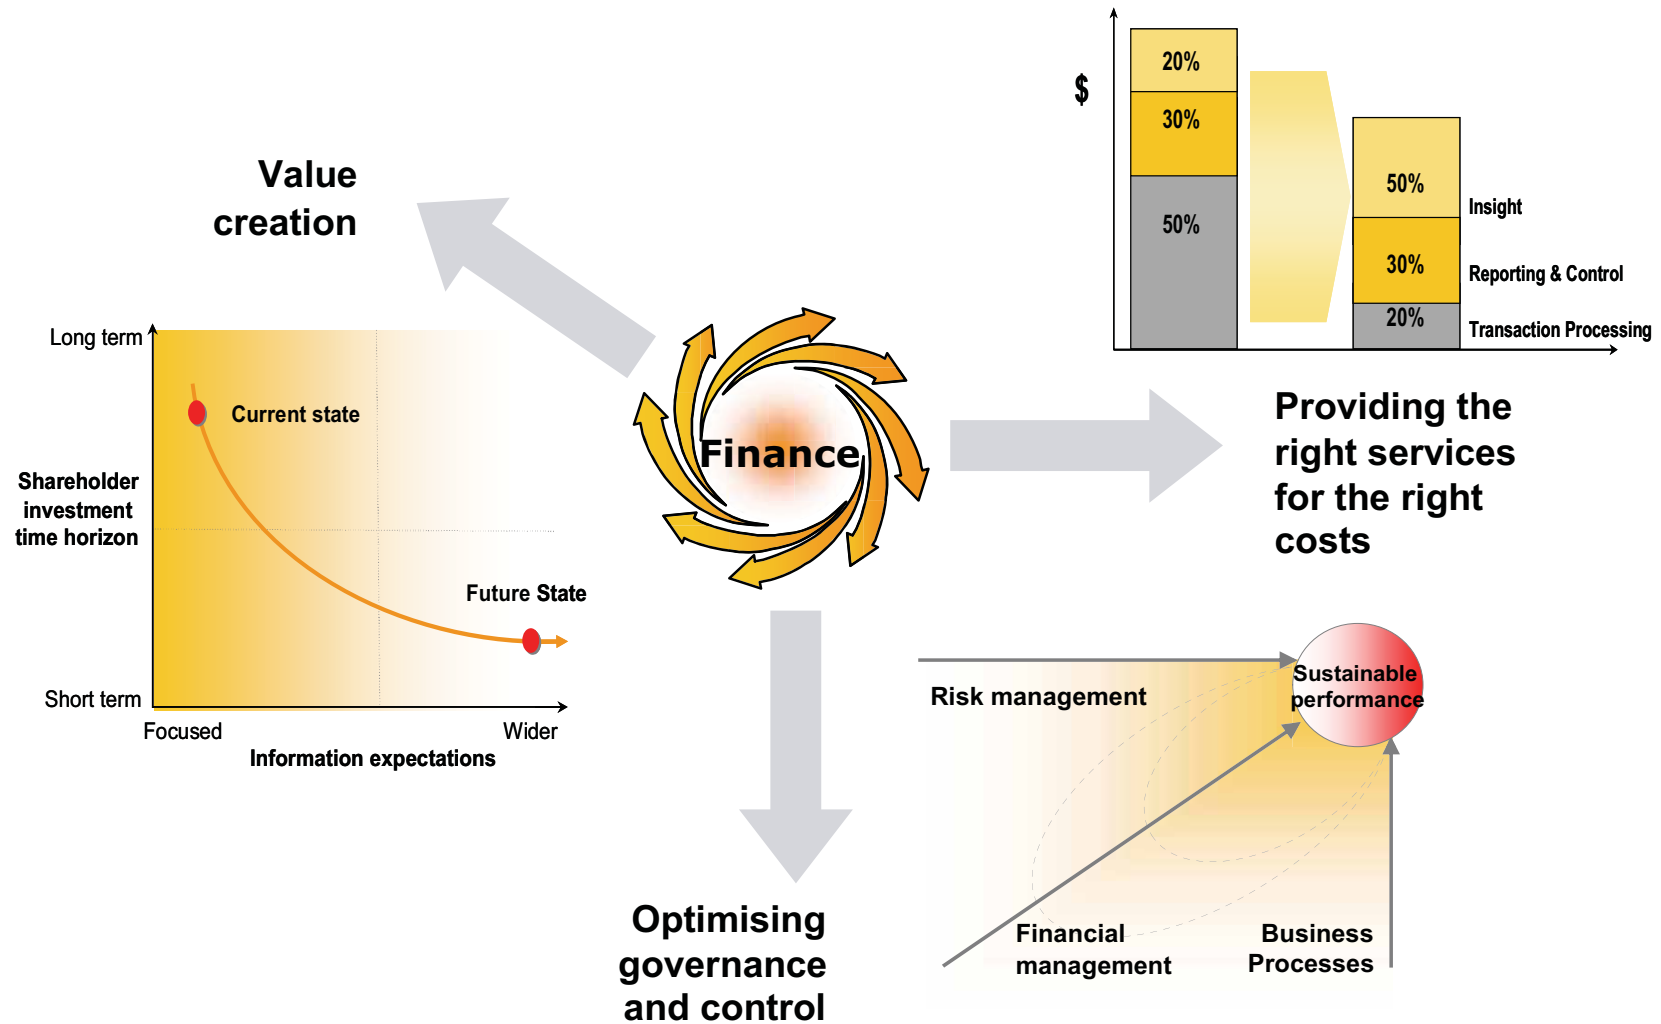 Value
creation
Long term
Current state
Shareholder
investment
time horizon
Future State
Short term
Focused
Wider
Information expectations
Finance
$
20%
30%
50%
50%
30%
20%
Insight
Reporting & Control
Transaction Processing
Providing the
right services
for the right
costs
Optimising
governance
and control
Risk management
Sustainable
performance
Financial
management
Business
Processes